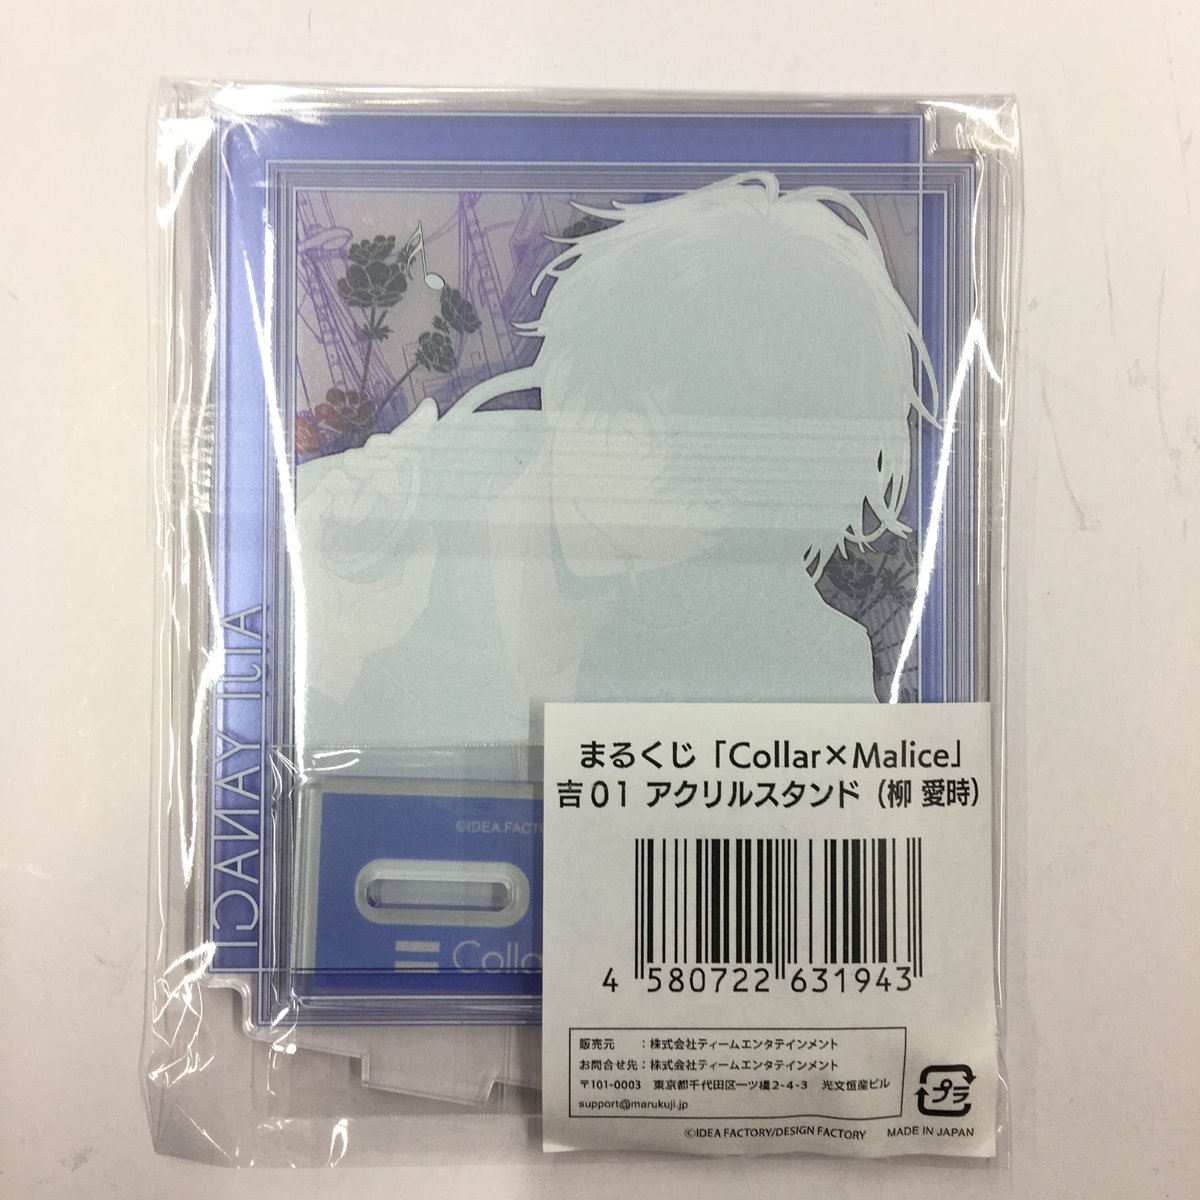 AIJI YANAGI
©IDEA FACT
Colla
まるくじ「Collar×Malice」
吉01 アクリルスタンド（柳 愛時）
4 580722 631943
販売元 ：株式会社ティームエンタテインメント
お問合せ先：株式会社ティームエンタテインメント
〒101-0003 東京都千代田区一ツ橋2-4-3 光文恒産ビル
support@marukuji.jp
プラ
©IDEA FACTORY/DESIGN FACTORY MADE IN JAPAN